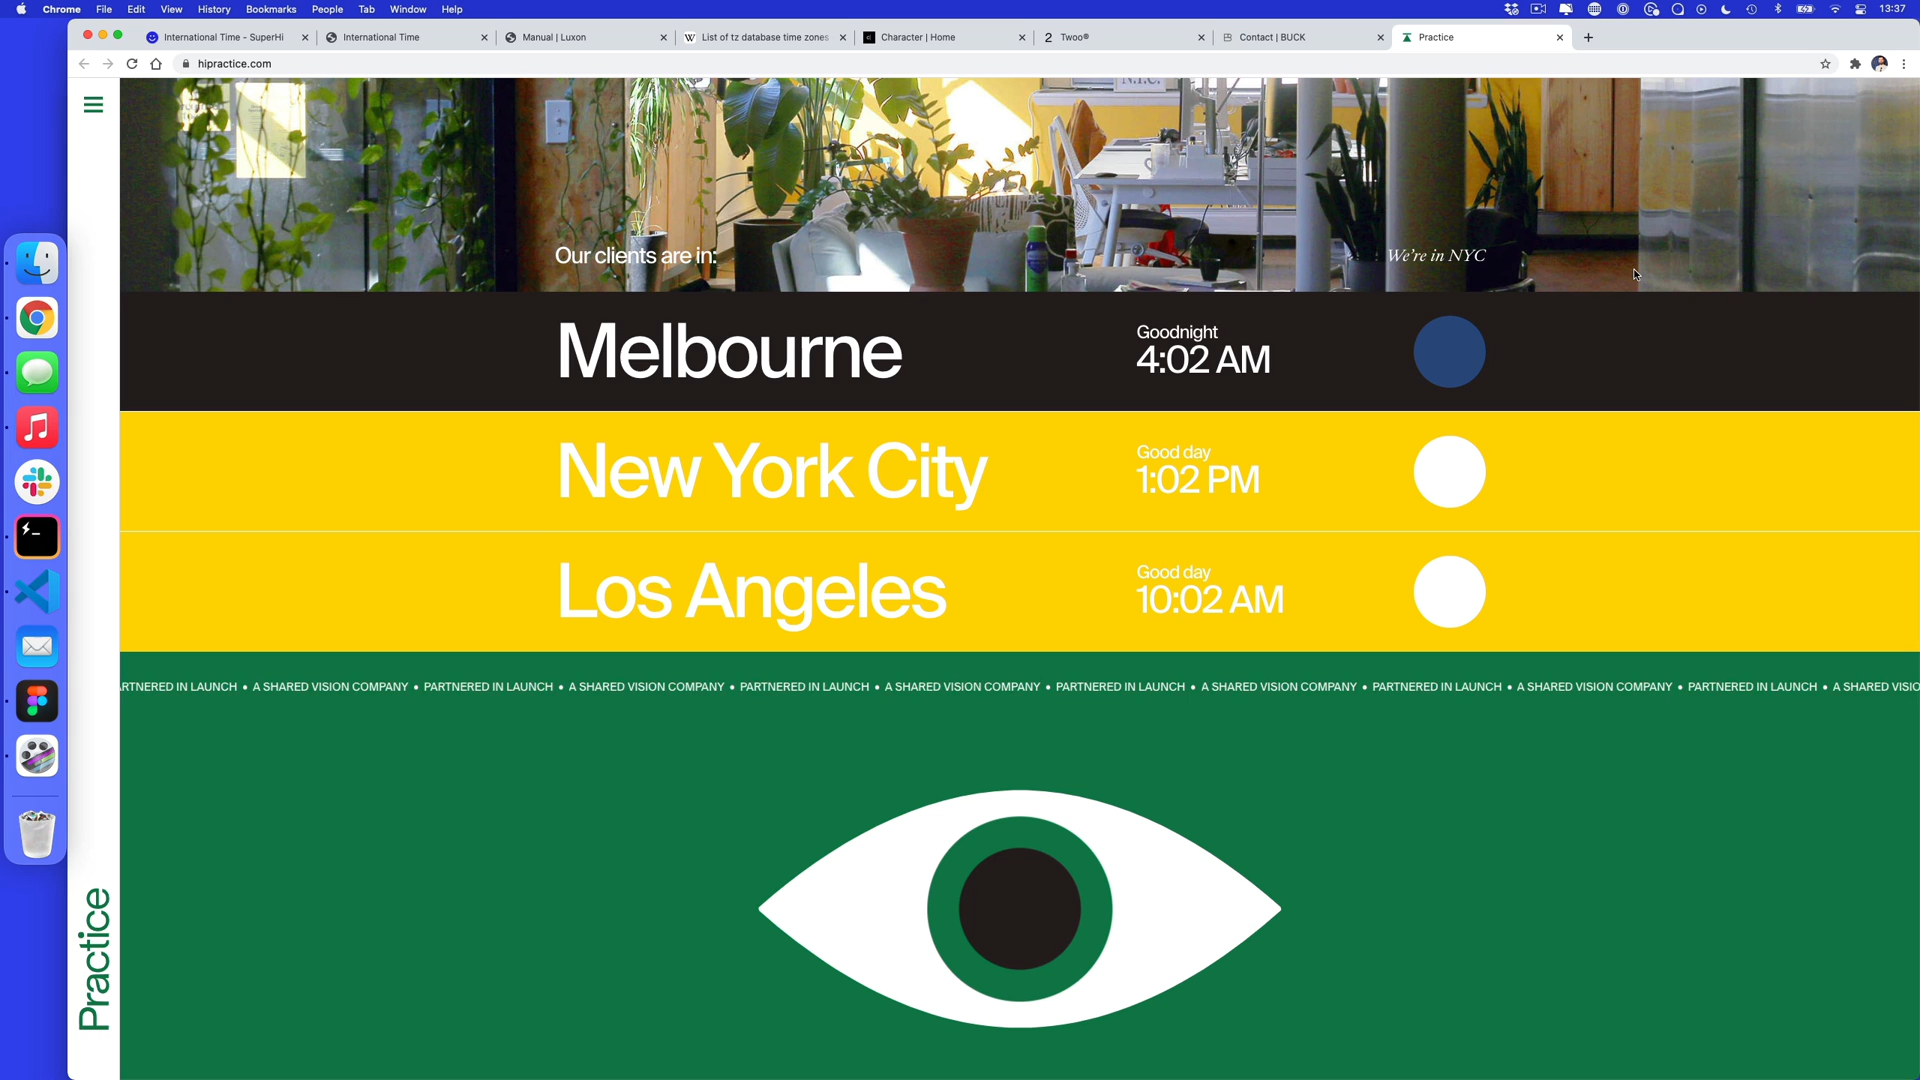 Chrome File Edit View History Bookmarks People Tab Window Help 13:37
International Time - SuperHi International Time Manual | Luxon List of tz database time zones Character | Home Twoo® Contact | BUCK Practice
hipractice.com
N.Y.C.
Our clients are in: We're in NYC
Melbourne
Goodnight
4:02 AM
New York City
Good day
1:02 PM
Los Angeles
Good day
10:02 AM
RTNERED IN LAUNCH • A SHARED VISION COMPANY • PARTNERED IN LAUNCH • A SHARED VISION COMPANY • PARTNERED IN LAUNCH • A SHARED VISION COMPANY • PARTNERED IN LAUNCH • A SHARED VISION COMPANY • PARTNERED IN LAUNCH • A SHARED VISION COMPANY • PARTNERED IN LAUNCH • A SHARED VISIO
Practice